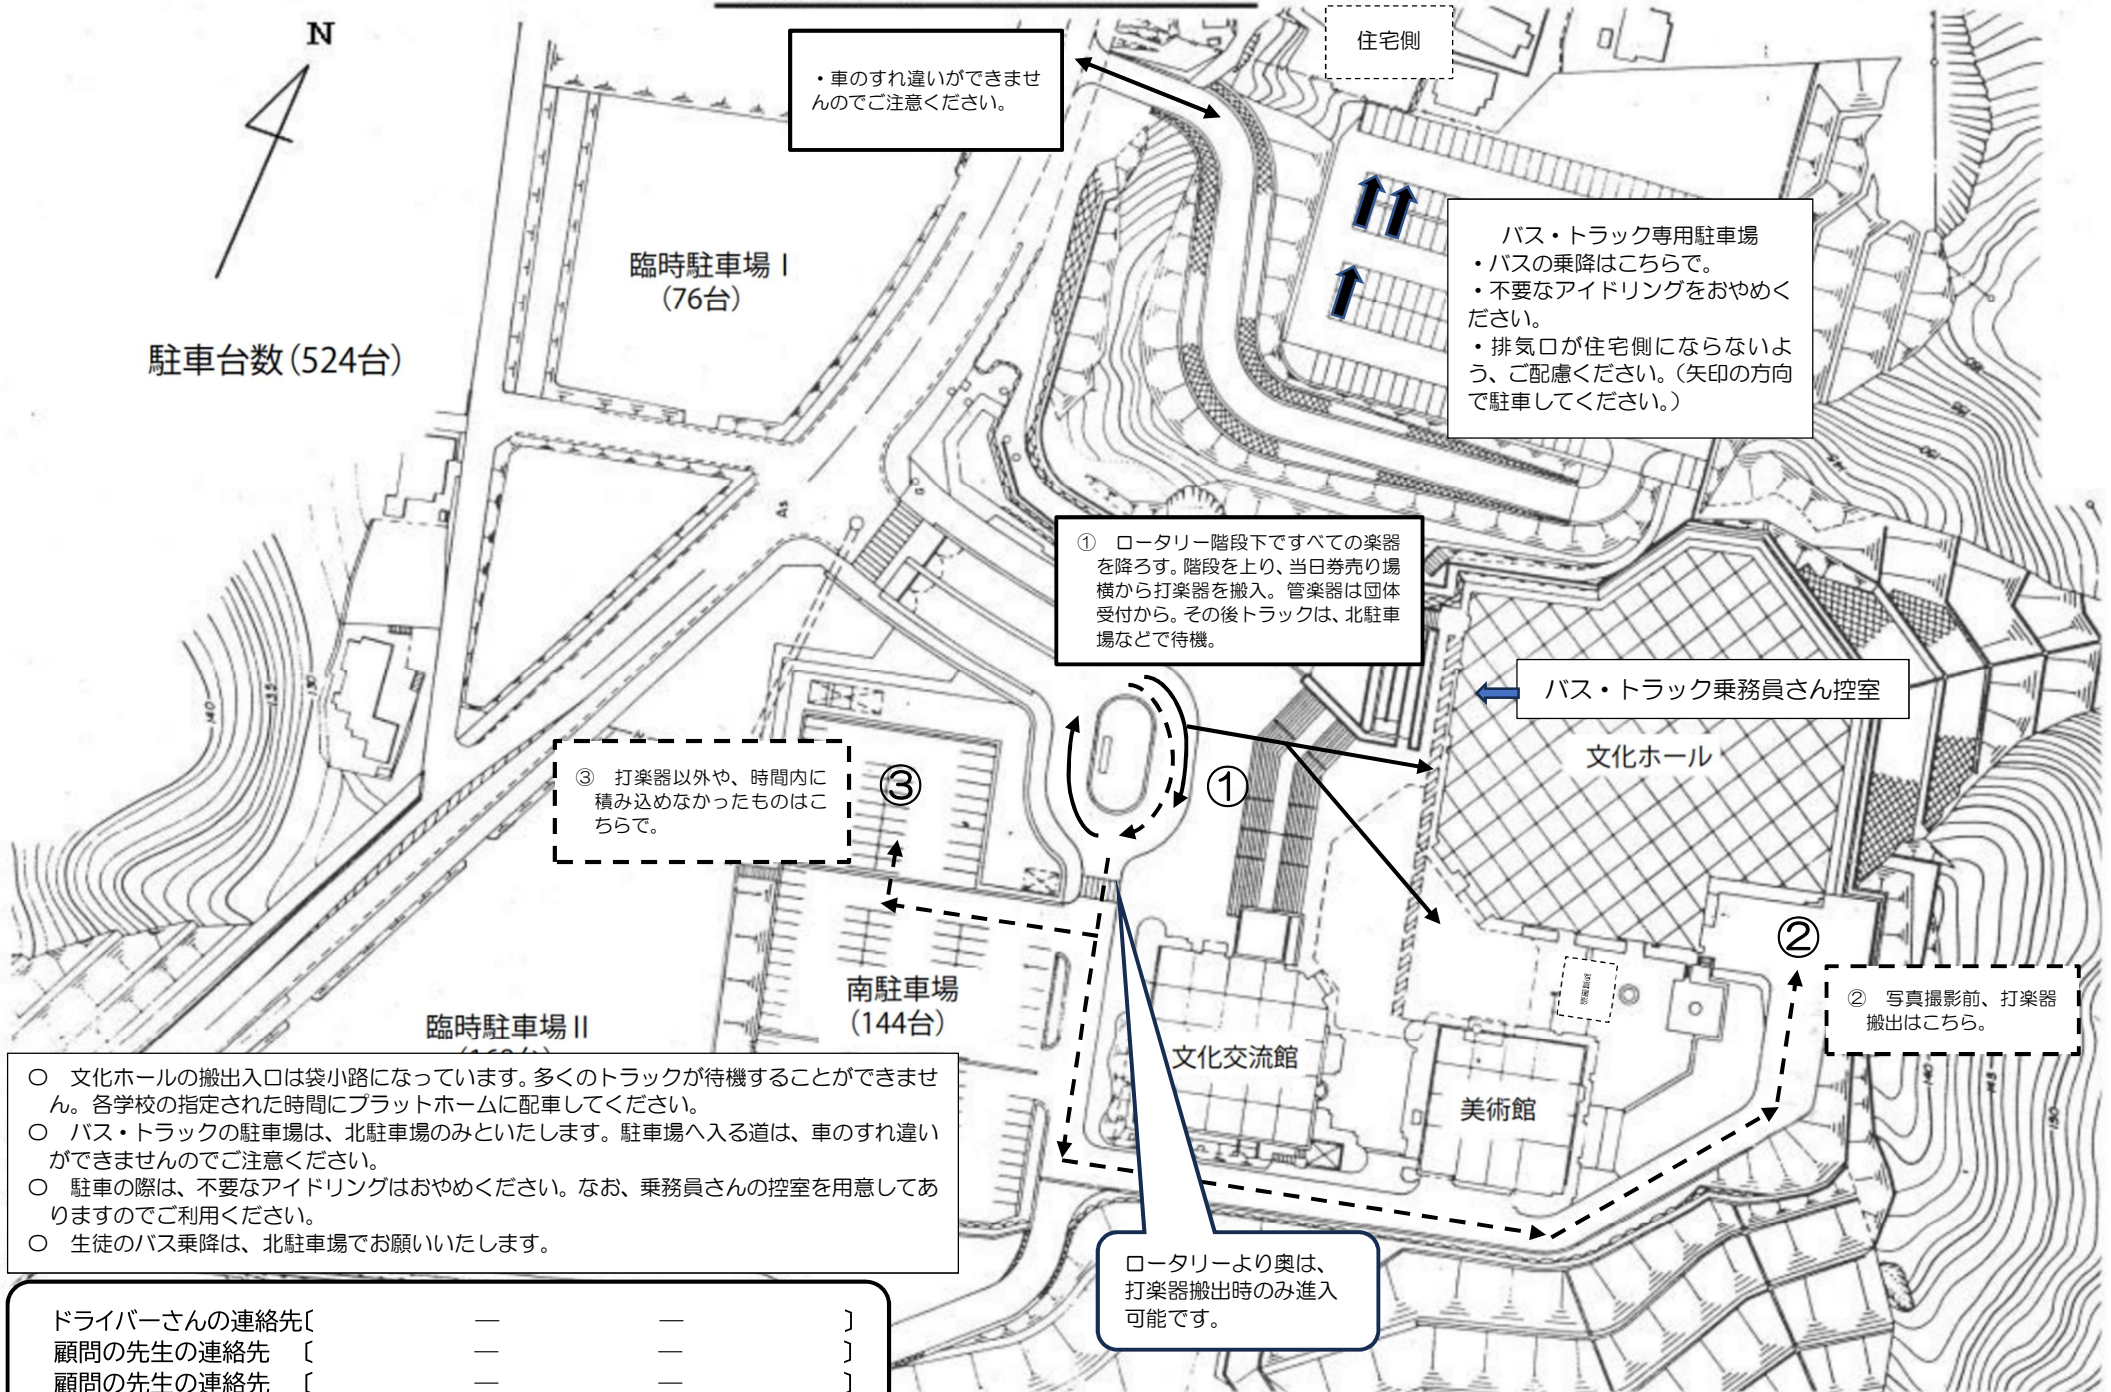 N
・車のすれ違いができませ
んのでご注意ください。
住宅側
臨時駐車場Ⅰ
(76台)
駐車台数(524台)
バス・トラック専用駐車場
・バスの乗降はこちらで。
・不要なアイドリングをおやめく
ださい。
・排気口が住宅側にならないよ
う、ご配慮ください。(矢印の方向
で駐車してください。)
As
① ロータリー階段下ですべての楽器
を降ろす。階段を上り、当日券売り場
横から打楽器を搬入。管楽器は団体
受付から。その後トラックは、北駐車
場などで待機。
バス・トラック乗務員さん控室
文化ホール
③ 打楽器以外や、時間内に
積み込めなかったものはこ
ちらで。
③
①
②
② 写真撮影前、打楽器
搬出はこちら。
南駐車場
(144台)
臨時駐車場Ⅱ
文化交流館
美術館
140
135
130
140
145
150
○ 文化ホールの搬出入口は袋小路になっています。多くのトラックが待機することができませ
ん。各学校の指定された時間にプラットホームに配車してください。
○ バス・トラックの駐車場は、北駐車場のみといたします。駐車場へ入る道は、車のすれ違い
ができませんのでご注意ください。
○ 駐車の際は、不要なアイドリングはおやめください。なお、乗務員さんの控室を用意してあ
りますのでご利用ください。
○ 生徒のバス乗降は、北駐車場でお願いいたします。
ロータリーより奥は、
打楽器搬出時のみ進入
可能です。
ドライバーさんの連絡先〔 ― ― 〕
顧問の先生の連絡先 〔 ― ― 〕
顧問の先生の連絡先 〔 ― ― 〕